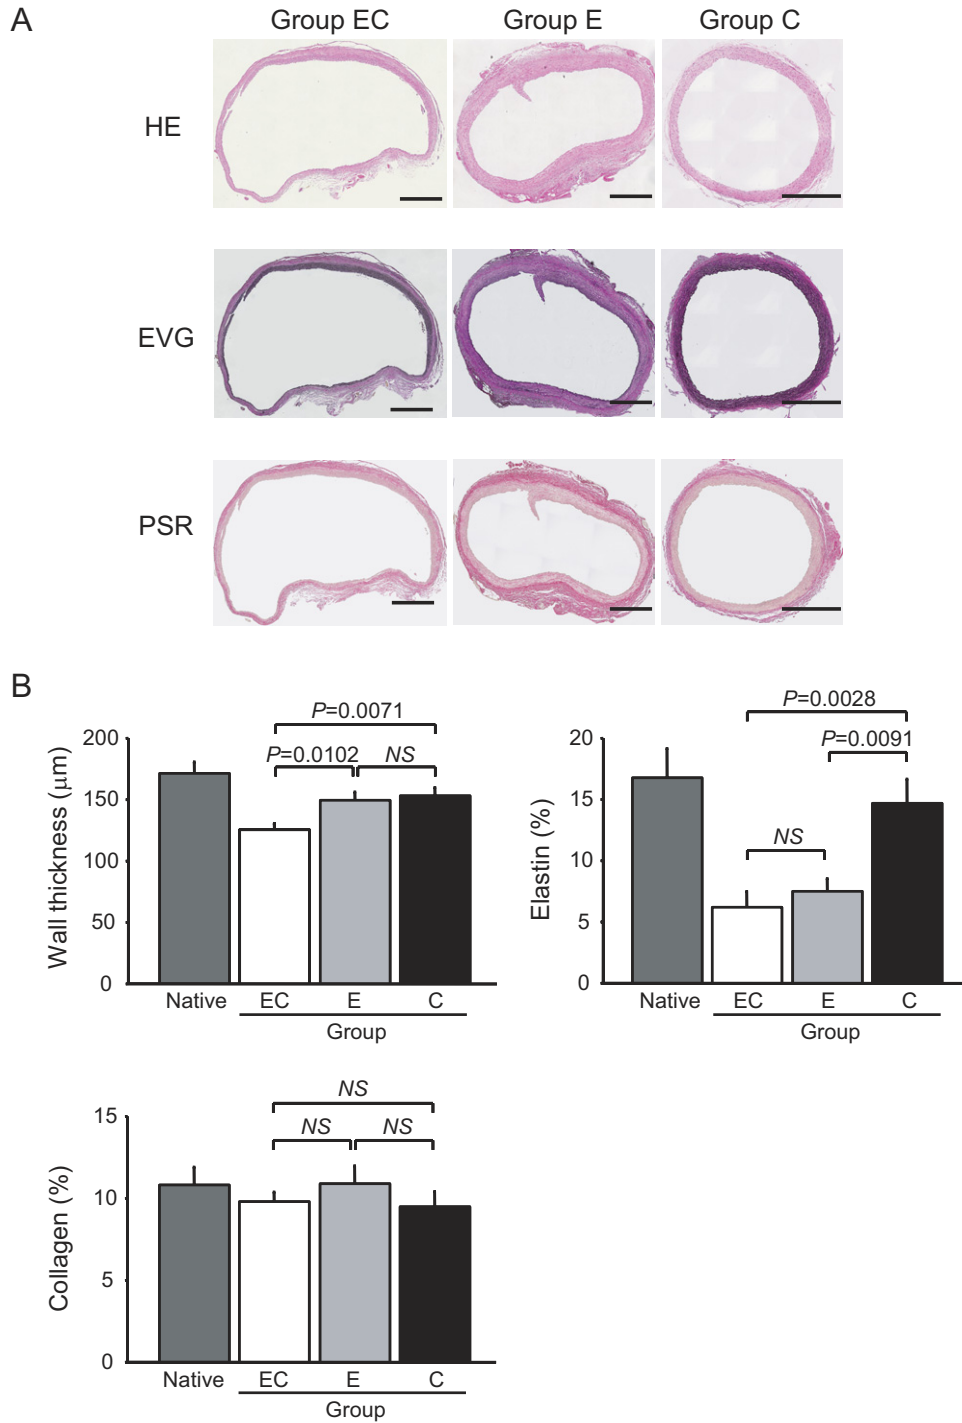 A
Group EC Group E Group C
HE
EVG
PSR
B
P=0.0071
P=0.0102 NS
Wall thickness (μm)
200
150
100
50
0
Native EC E C
Group
P=0.0028
P=0.0091
NS
Elastin (%)
20
15
10
5
0
Native EC E C
Group
NS
NS NS
Collagen (%)
15
10
5
0
Native EC E C
Group